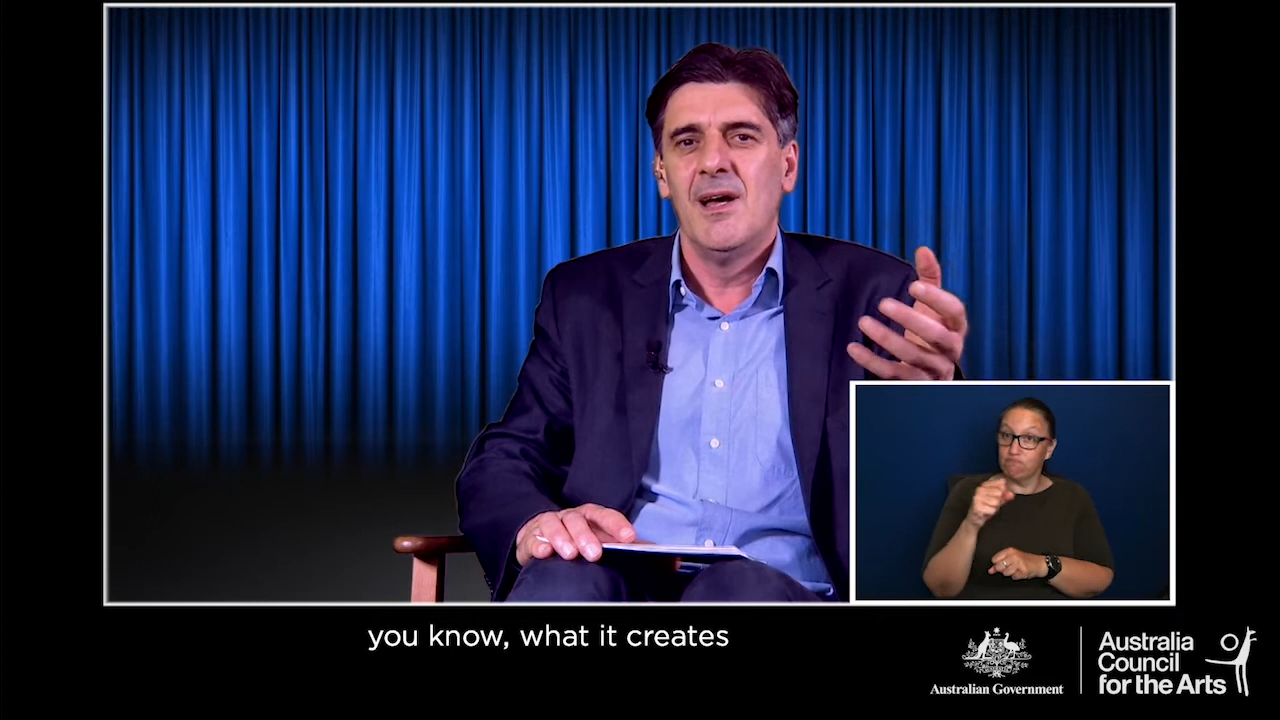 you know, what it creates
Australian Government
Australia
Council
for the Arts